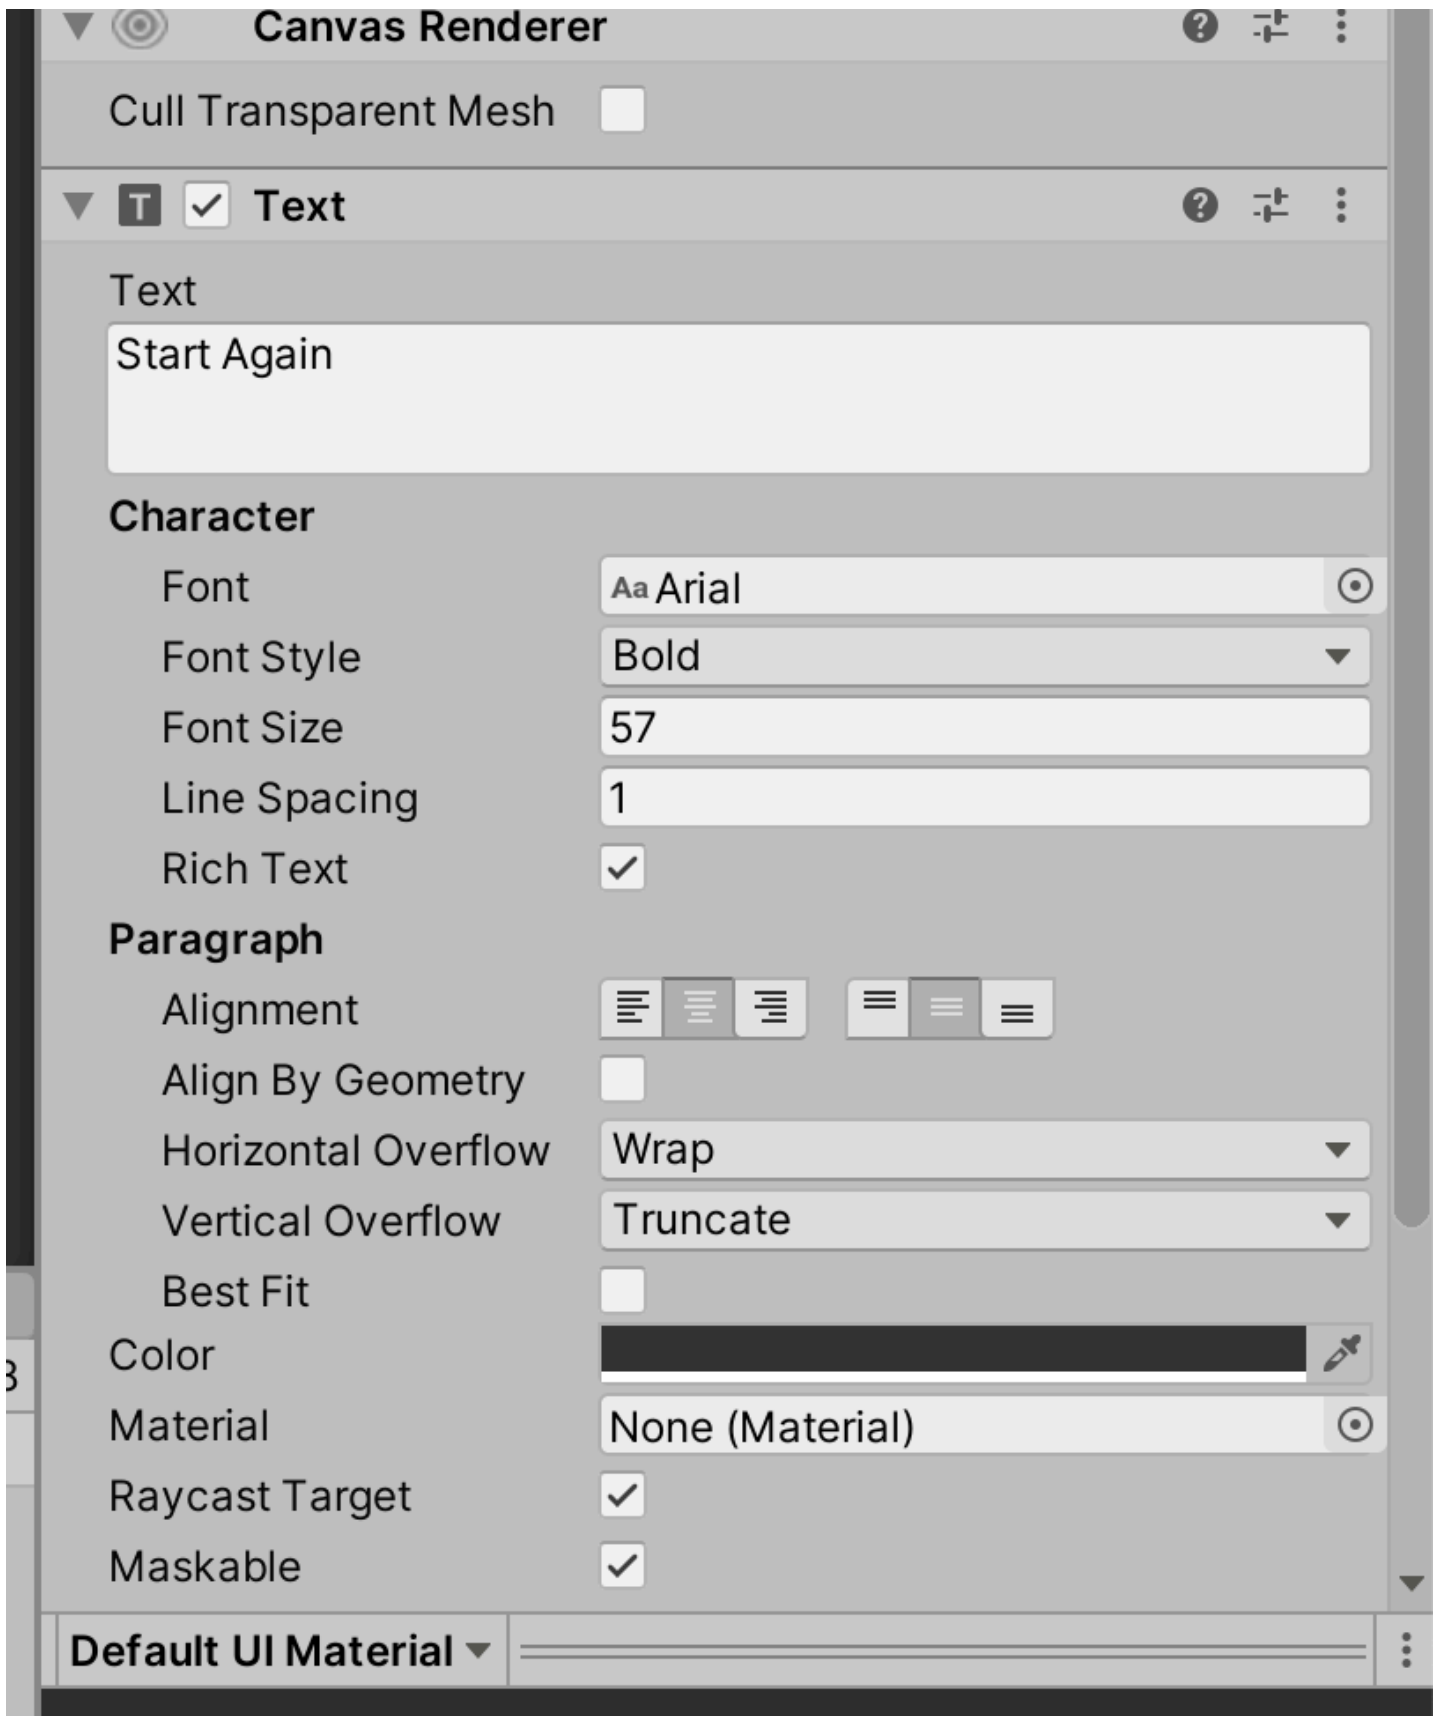 Canvas Renderer
Cull Transparent Mesh
T Text
Text
Start Again
Character
Font Aa Arial
Font Style Bold
Font Size 57
Line Spacing 1
Rich Text
Paragraph
Alignment
Align By Geometry
Horizontal Overflow Wrap
Vertical Overflow Truncate
Best Fit
Color
Material None (Material)
Raycast Target
Maskable
Default UI Material